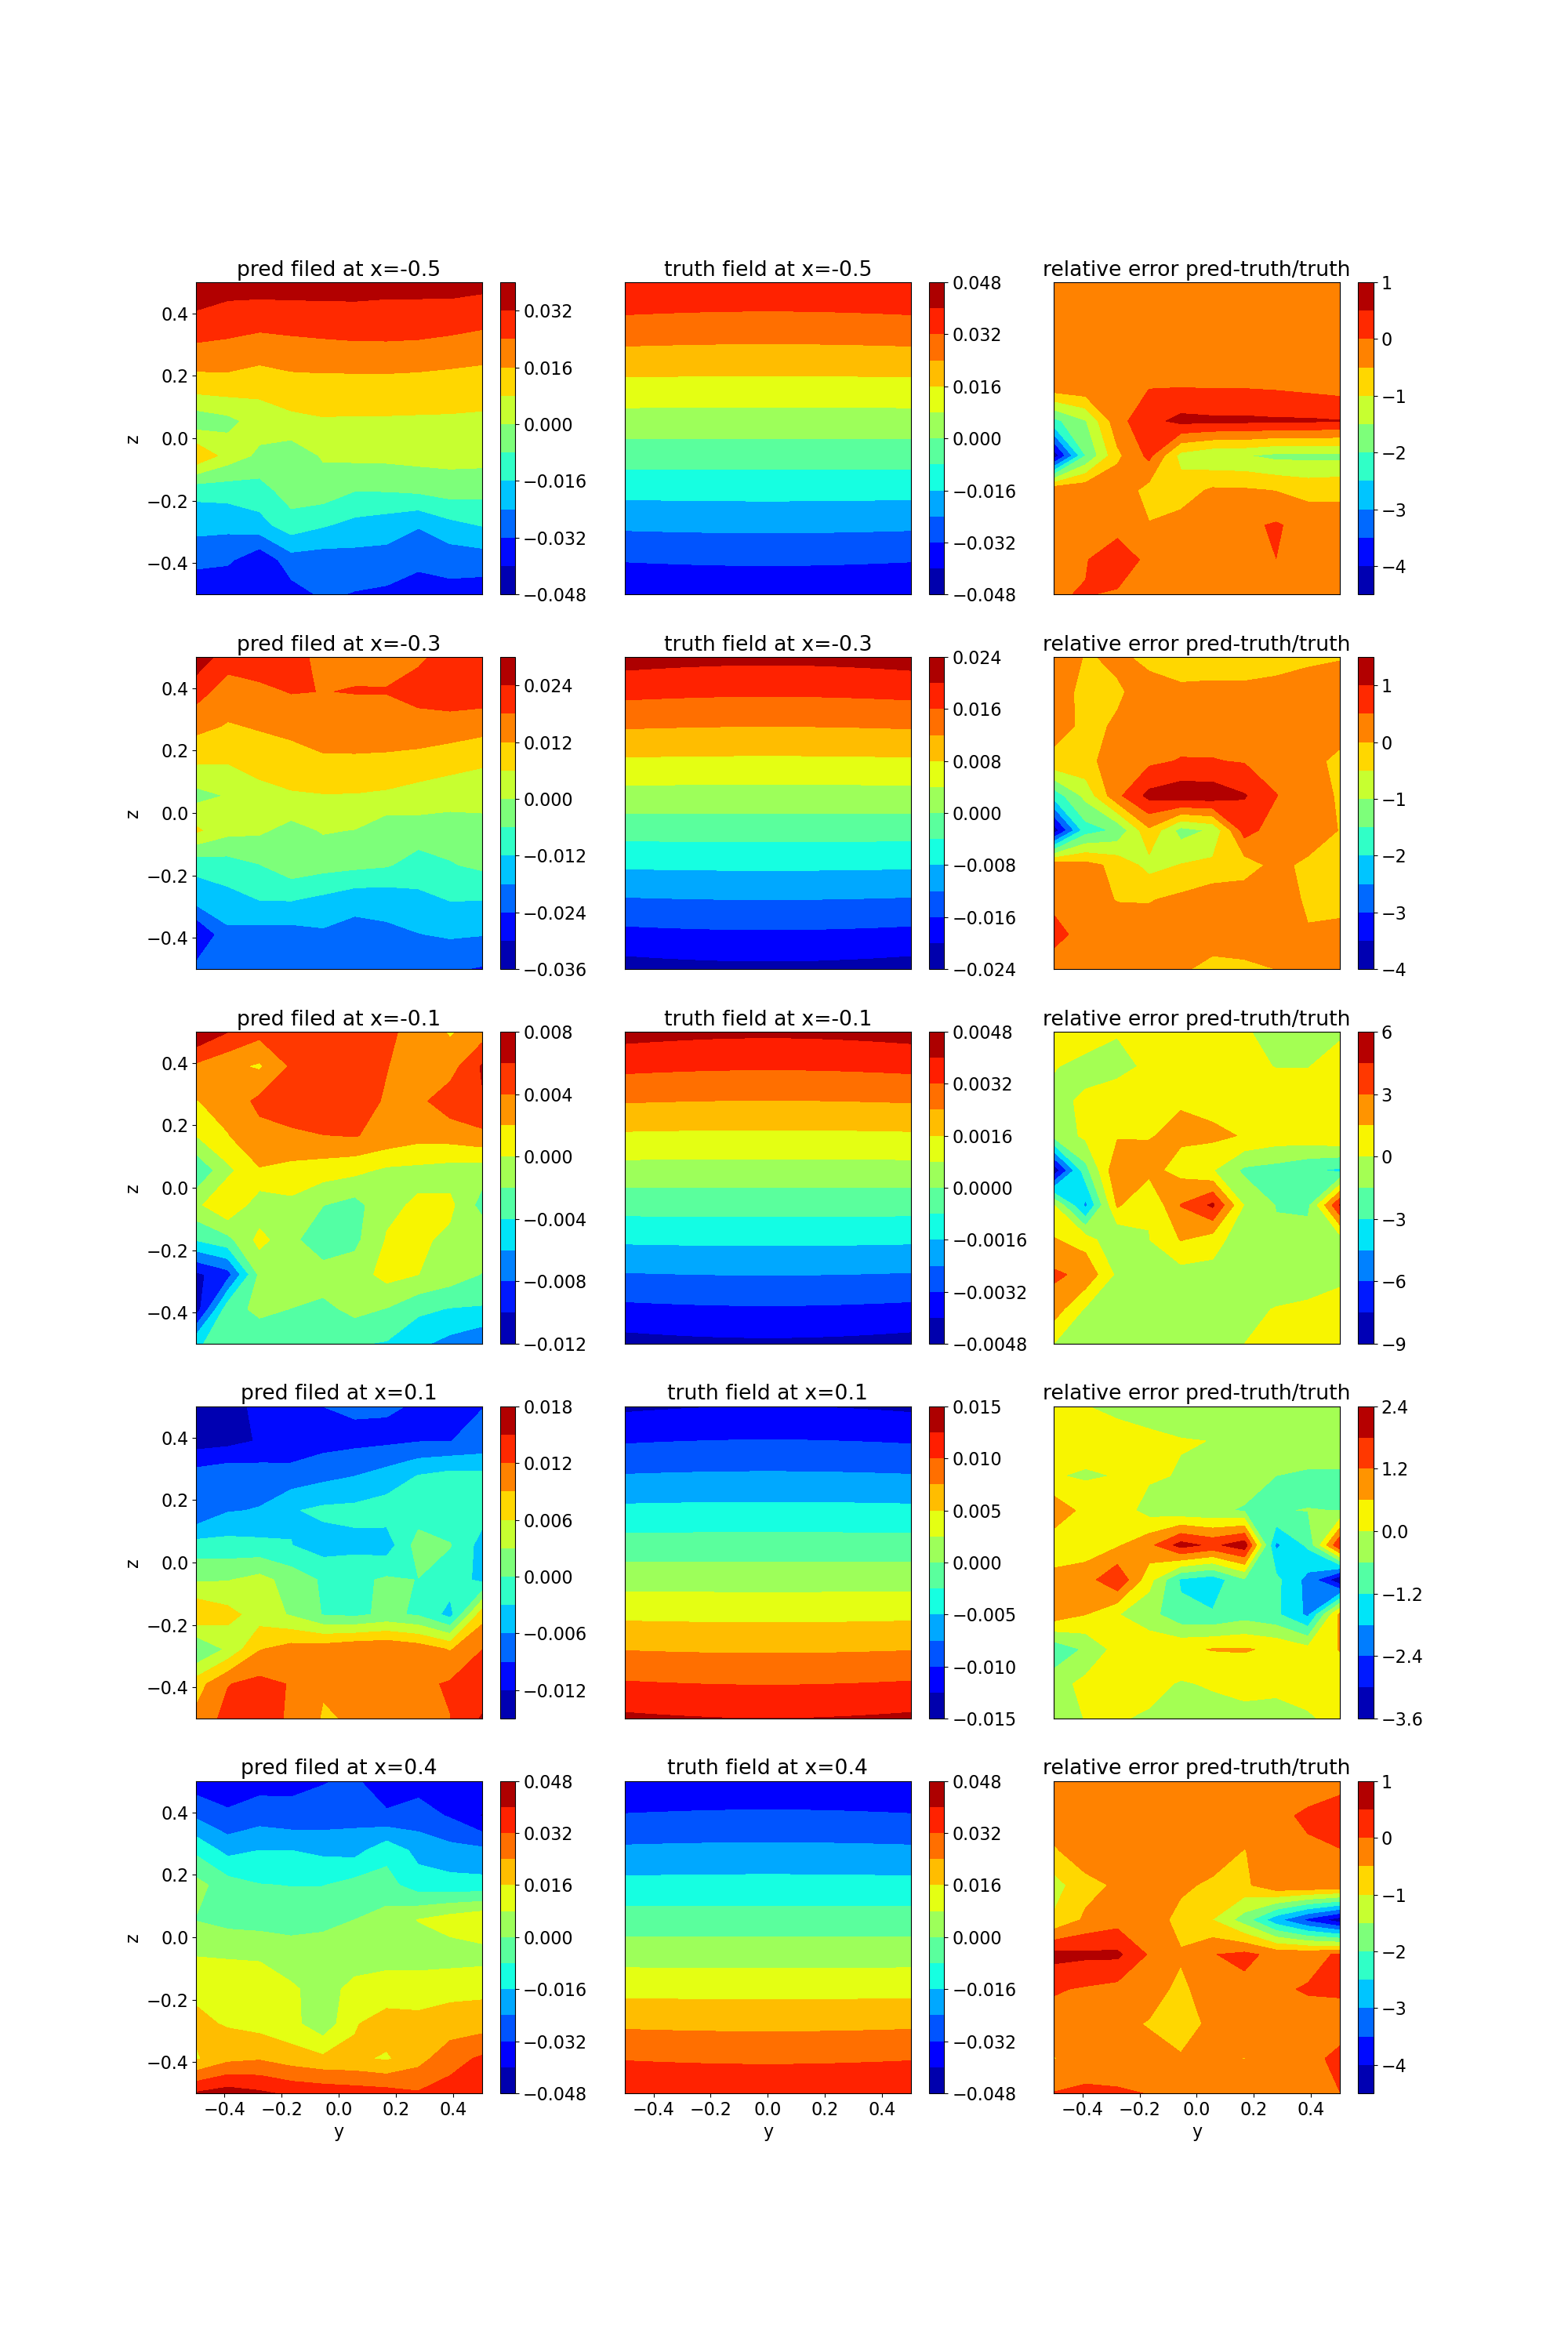 pred filed at x=-0.5 truth field at x=-0.5 relative error pred-truth/truth
0.048 1
0.4 0.032 0.032 0
0.2 0.016 0.016 −1
z 0.0 0.000 0.000 −2
−0.2 −0.016 −0.016 −3
−0.4 −0.032 −0.032 −4
−0.048 −0.048
pred filed at x=-0.3 truth field at x=-0.3 relative error pred-truth/truth
0.024
0.4 0.024 0.016 1
0.2 0.012 0.008 0
z 0.0 0.000 0.000 −1
−0.2 −0.012 −0.008 −2
−0.4 −0.024 −0.016 −3
−0.036 −0.024 −4
pred filed at x=-0.1 truth field at x=-0.1 relative error pred-truth/truth
0.008 0.0048 6
0.4 0.004 0.0032 3
0.2 0.000 0.0016 0
z 0.0 0.0000
−0.2 −0.004 −0.0016 −3
−0.4 −0.008 −0.0032 −6
−0.012 −0.0048 −9
pred filed at x=0.1 truth field at x=0.1 relative error pred-truth/truth
0.018 0.015 2.4
0.4 0.012 0.010 1.2
0.2 0.006 0.005 0.0
z 0.0 0.000 0.000
−0.2 −0.006 −0.005 −1.2
−0.4 −0.012 −0.010 −2.4
−0.015 −3.6
pred filed at x=0.4 truth field at x=0.4 relative error pred-truth/truth
0.048 0.048 1
0.4 0.032 0.032 0
0.2 0.016 0.016 −1
z 0.0 0.000 0.000 −2
−0.2 −0.016 −0.016 −3
−0.4 −0.032 −0.032 −4
−0.048 −0.048
−0.4 −0.2 0.0 0.2 0.4 −0.4 −0.2 0.0 0.2 0.4 −0.4 −0.2 0.0 0.2 0.4
y y y